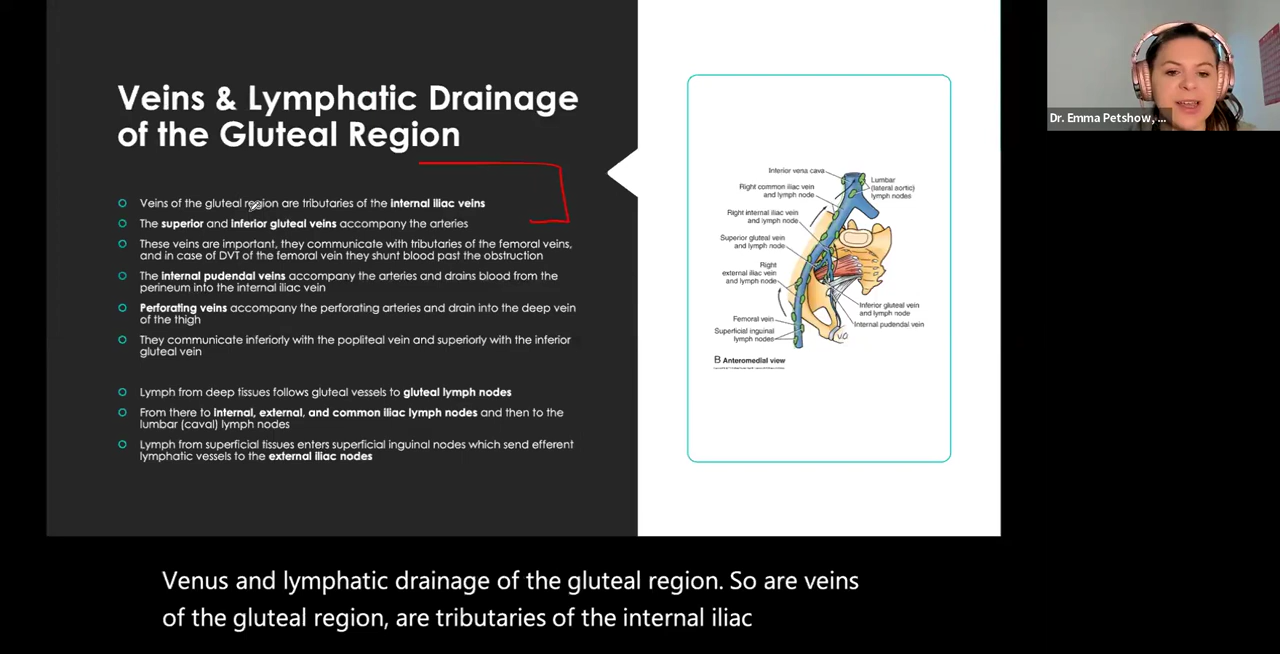 Veins & Lymphatic Drainage
of the Gluteal Region
Veins of the gluteal region are tributaries of the internal iliac veins
The superior and inferior gluteal veins accompany the arteries
These veins are important, they communicate with tributaries of the femoral veins,
and in case of DVT of the femoral vein they shunt blood past the obstruction
The internal pudendal veins accompany the arteries and drains blood from the
perineum into the internal iliac vein
Perforating veins accompany the perforating arteries and drain into the deep vein
of the thigh
They communicate inferiorly with the popliteal vein and superiorly with the inferior
gluteal vein
Lymph from deep tissues follows gluteal vessels to gluteal lymph nodes
From there to internal, external, and common iliac lymph nodes and then to the
lumbar (caval) lymph nodes
Lymph from superficial tissues enters superficial inguinal nodes which send efferent
lymphatic vessels to the external iliac nodes
Inferior vena cava
Right common iliac vein
and lymph node
Right internal iliac vein
and lymph node
Superior gluteal vein
and lymph node
Right
external iliac vein
and lymph node
Femoral vein
Superficial inguinal
lymph nodes
Lumbar
(lateral aortic)
lymph nodes
Inferior gluteal vein
and lymph node
Internal pudendal vein
B Anteromedial view
Dr. Emma Petshow, ...
Venus and lymphatic drainage of the gluteal region. So are veins
of the gluteal region, are tributaries of the internal iliac